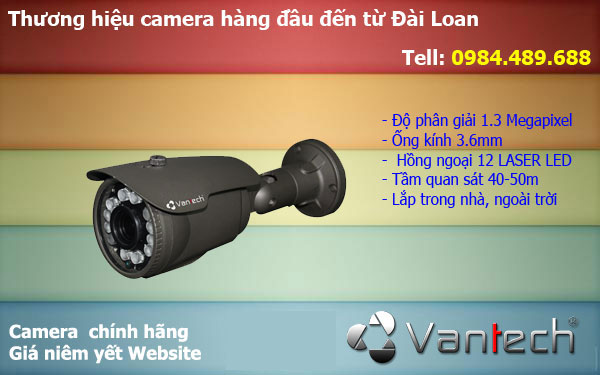 Thương hiệu camera hàng đầu đến từ Đài Loan
Tell: 0984.489.688
- Độ phân giải 1.3 Megapixel
- Ống kính 3.6mm
- Hồng ngoại 12 LASER LED
- Tầm quan sát 40-50m
- Lắp trong nhà, ngoài trời
Vantech
Camera chính hãng
Giá niêm yết Website
Vantech®